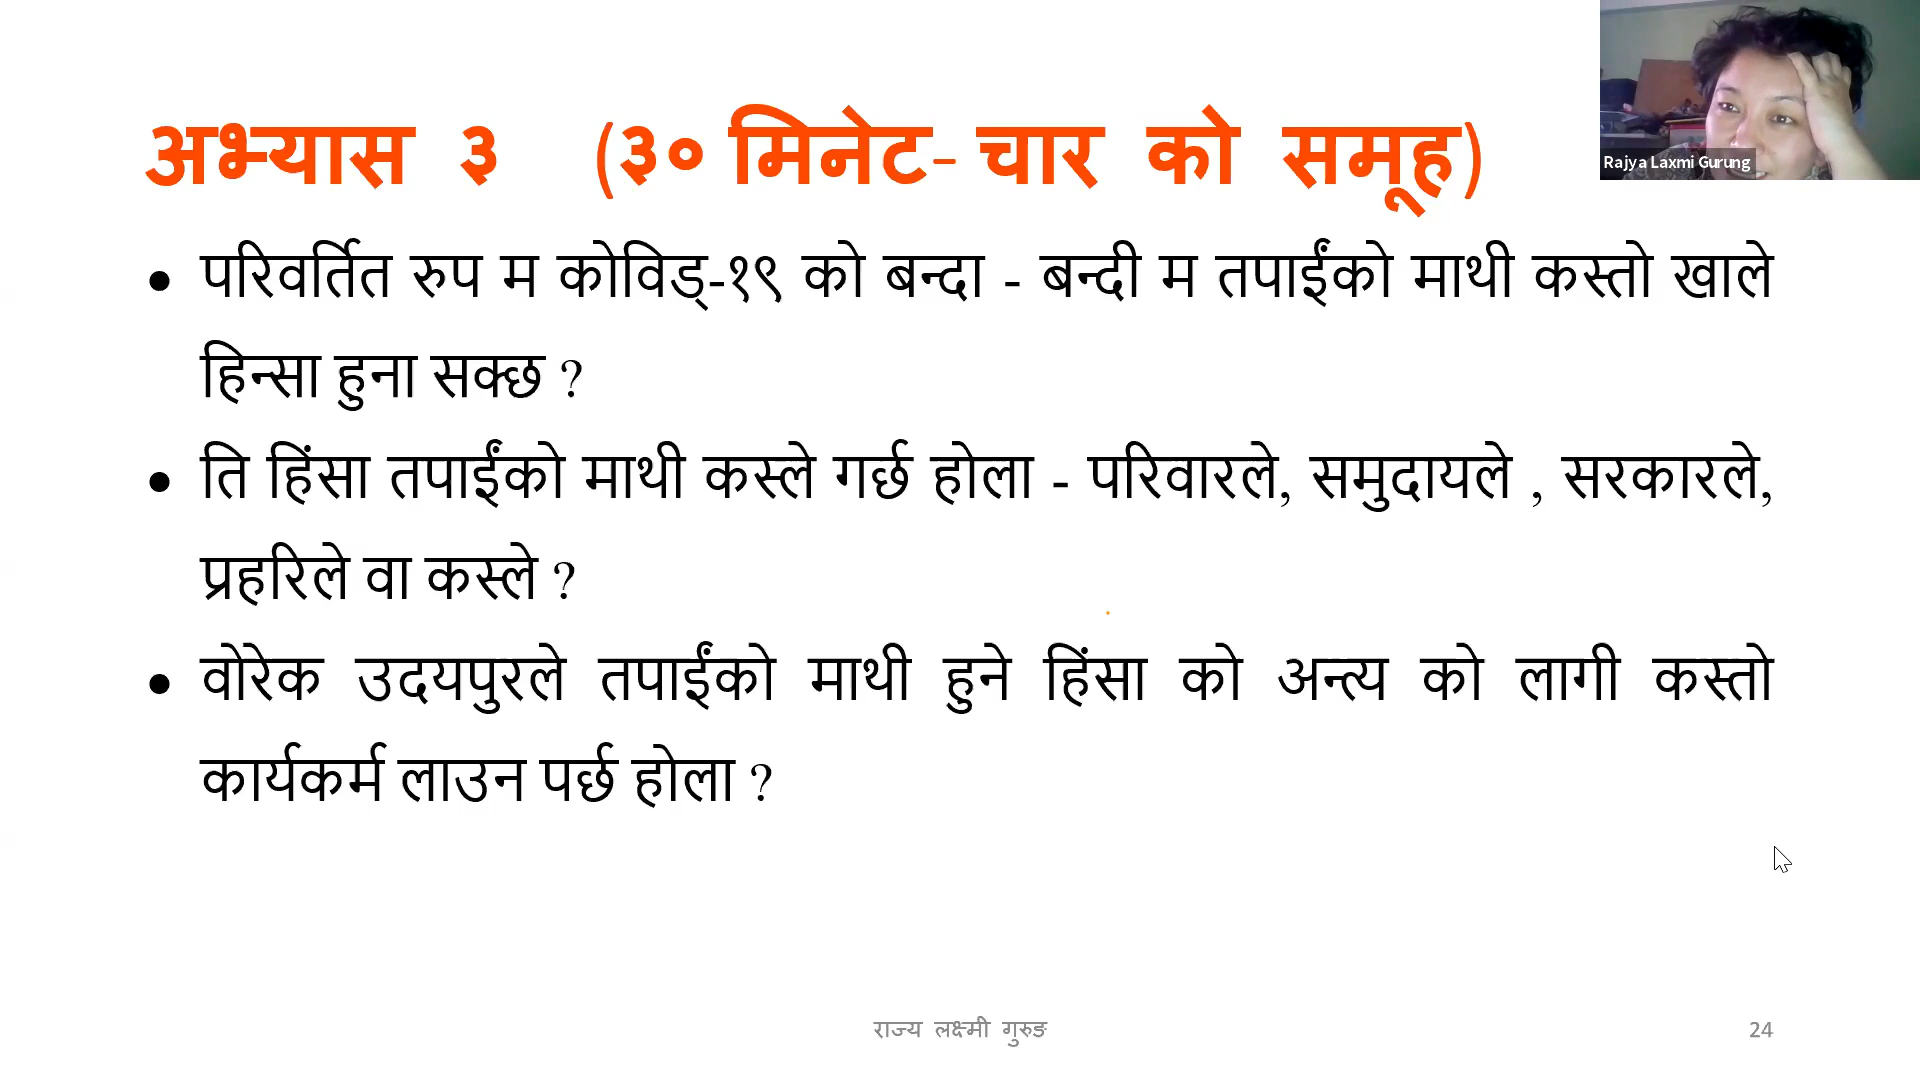 Rajya Laxmi Gurung
अभ्यास ३ (३० मिनेट- चार को समूह)
• परिवर्तित रुप म कोविड्-१९ को बन्दा - बन्दी म तपाईंको माथी कस्तो खाले
हिन्सा हुना सक्छ ?
• ति हिंसा तपाईंको माथी कस्ले गर्छ होला - परिवारले, समुदायले , सरकारले,
प्रहरिले वा कस्ले ?
• वोरेक उदयपुरले तपाईंको माथी हुने हिंसा को अन्त्य को लागी कस्तो
कार्यकर्म लाउन पर्छ होला ?
राज्य लक्ष्मी गुरुङ
24